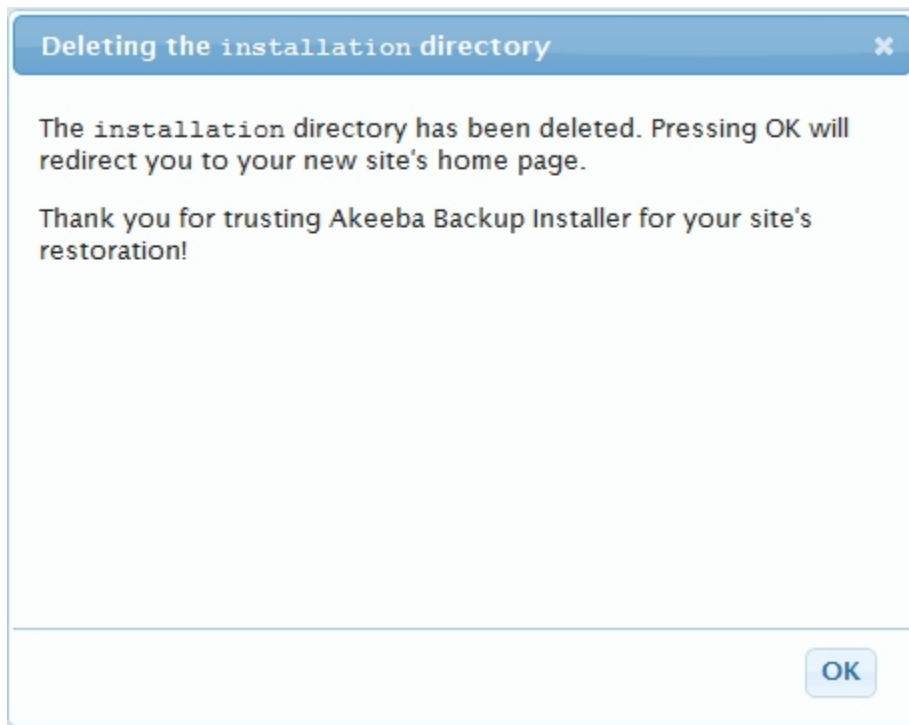 Deleting the installation directory
The installation directory has been deleted. Pressing OK will
redirect you to your new site's home page.
Thank you for trusting Akeeba Backup Installer for your site's
restoration!
OK